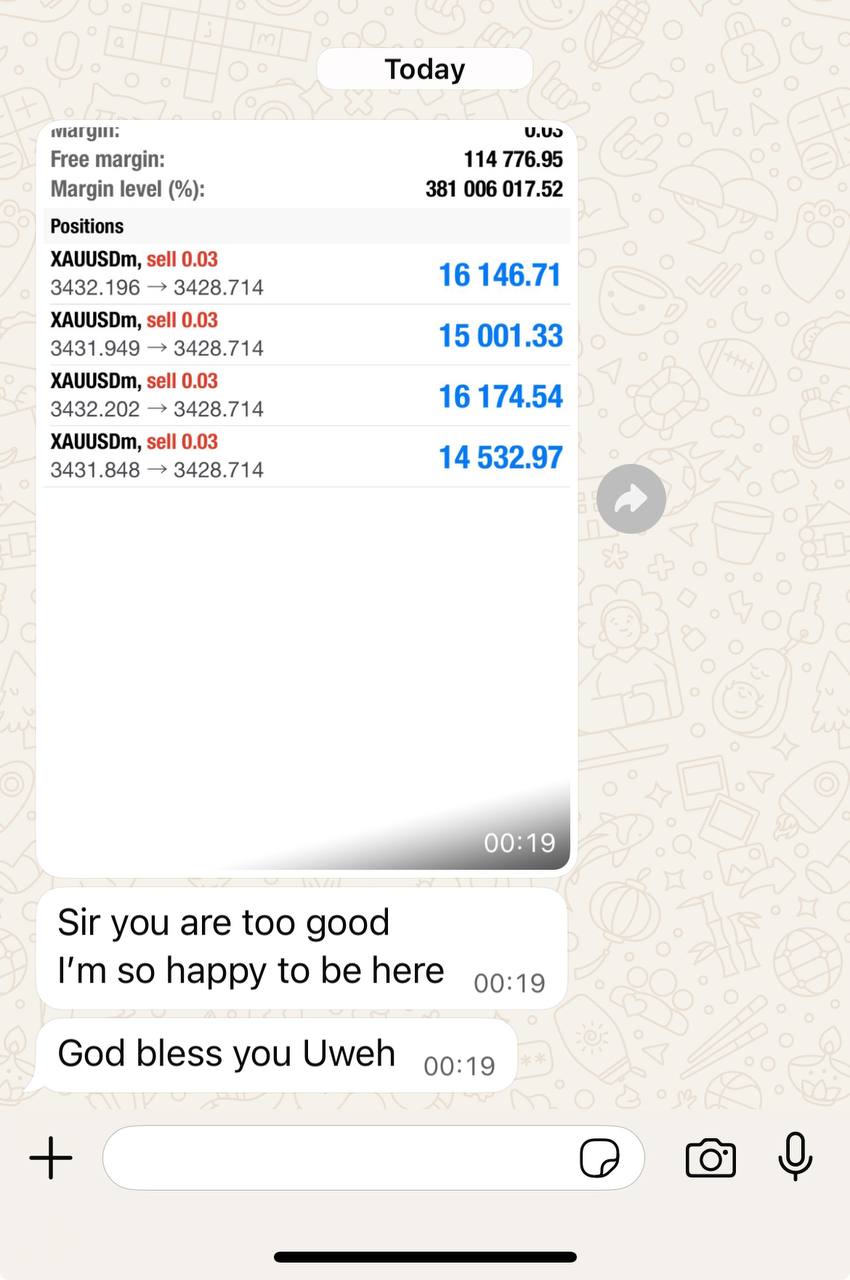 Today
Margin: 0.03
Free margin: 114 776.95
Margin level (%): 381 006 017.52
Positions
XAUUSDm, sell 0.03
3432.196 → 3428.714 16 146.71
XAUUSDm, sell 0.03
3431.949 → 3428.714 15 001.33
XAUUSDm, sell 0.03
3432.202 → 3428.714 16 174.54
XAUUSDm, sell 0.03
3431.848 → 3428.714 14 532.97
00:19
Sir you are too good
I'm so happy to be here 00:19
God bless you Uweh 00:19